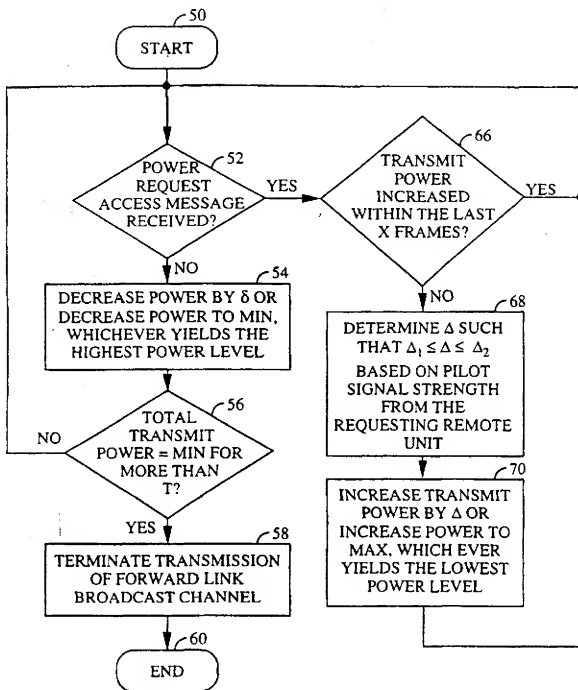 50
START
52
POWER
REQUEST
ACCESS MESSAGE
RECEIVED?
YES
66
TRANSMIT
POWER
INCREASED
WITHIN THE LAST
X FRAMES?
YES
NO
54
DECREASE POWER BY δ OR
DECREASE POWER TO MIN,
WHICHEVER YIELDS THE
HIGHEST POWER LEVEL
NO
68
DETERMINE Δ SUCH
THAT Δ₁ ≤ Δ ≤ Δ₂
BASED ON PILOT
SIGNAL STRENGTH
FROM THE
REQUESTING REMOTE
UNIT
56
TOTAL
TRANSMIT
POWER = MIN FOR
MORE THAN
T?
NO
YES
70
INCREASE TRANSMIT
POWER BY Δ OR
INCREASE POWER TO
MAX, WHICH EVER
YIELDS THE LOWEST
POWER LEVEL
58
TERMINATE TRANSMISSION
OF FORWARD LINK
BROADCAST CHANNEL
60
END